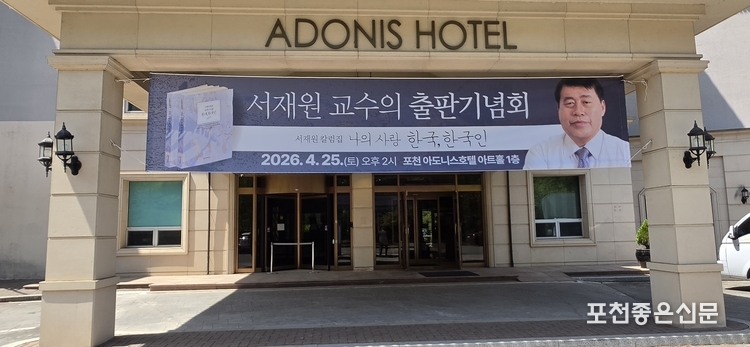 ADONIS HOTEL
서재원 교수의 출판기념회
서재원칼럼집 나의 사랑 한국, 한국인
2026. 4. 25.(토) 오후 2시 포천 아도니스호텔 아트홀 1층
포천좋은신문